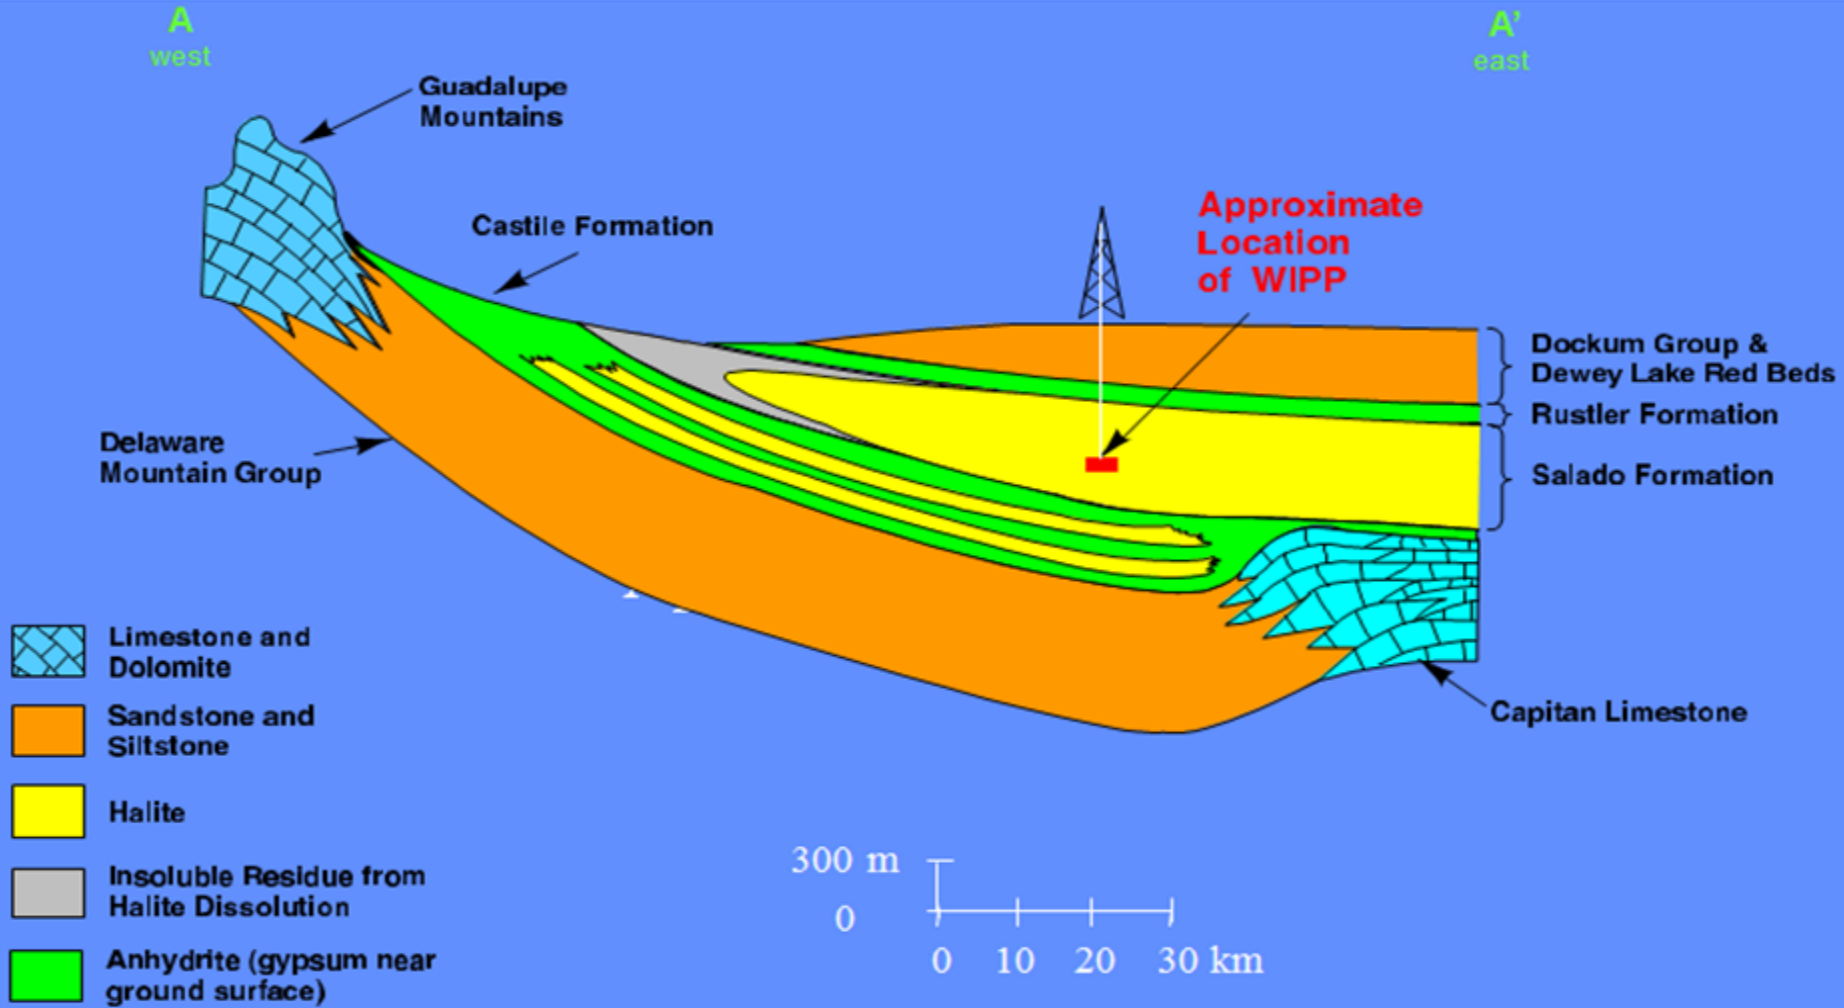 A
west
A'
east
Guadalupe
Mountains
Castile Formation
Approximate
Location
of WIPP
Dockum Group &
Dewey Lake Red Beds
Rustler Formation
Salado Formation
Delaware
Mountain Group
Capitan Limestone
Limestone and
Dolomite
Sandstone and
Siltstone
Halite
Insoluble Residue from
Halite Dissolution
Anhydrite (gypsum near
ground surface)
300 m
0
0 10 20 30 km